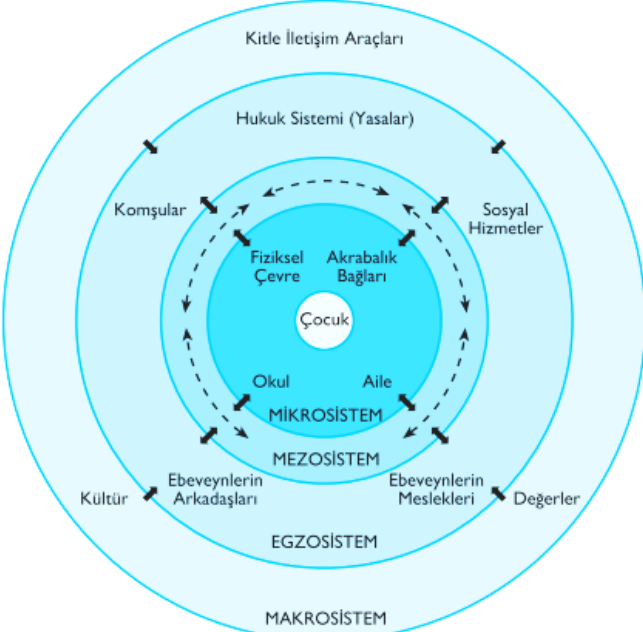 Kitle İletişim Araçları
Hukuk Sistemi (Yasalar)
Komşular
Sosyal
Hizmetler
Fiziksel
Çevre
Akrabalık
Bağları
Çocuk
Okul
Aile
MİKROSİSTEM
MEZOSİSTEM
Kültür
Ebeveynlerin
Arkadaşları
Ebeveynlerin
Meslekleri
Değerler
EGZOSİSTEM
MAKROSİSTEM